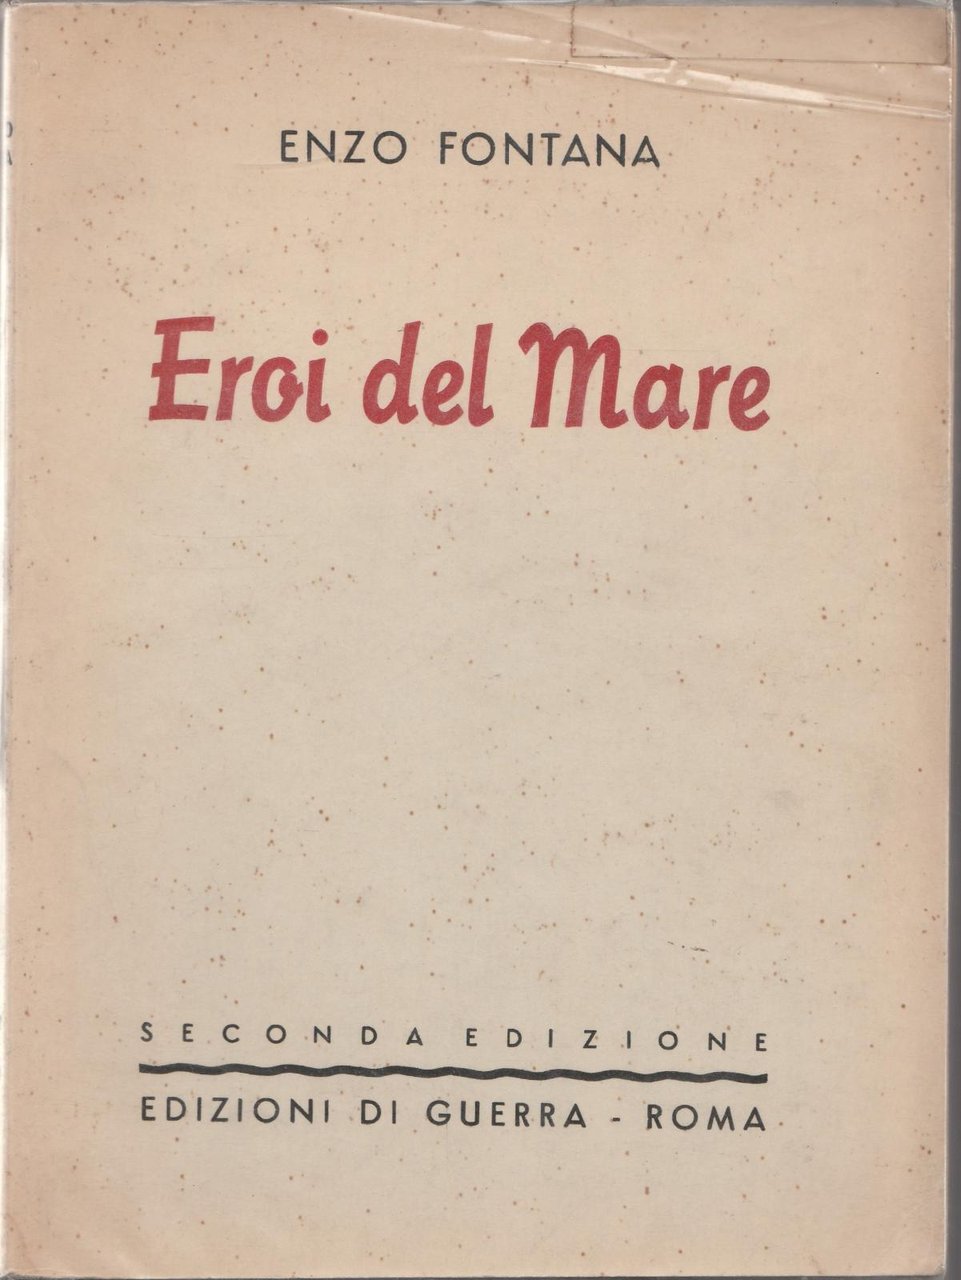 ENZO FONTANA
Eroi del Mare
SECONDA EDIZIONE
EDIZIONI DI GUERRA - ROMA